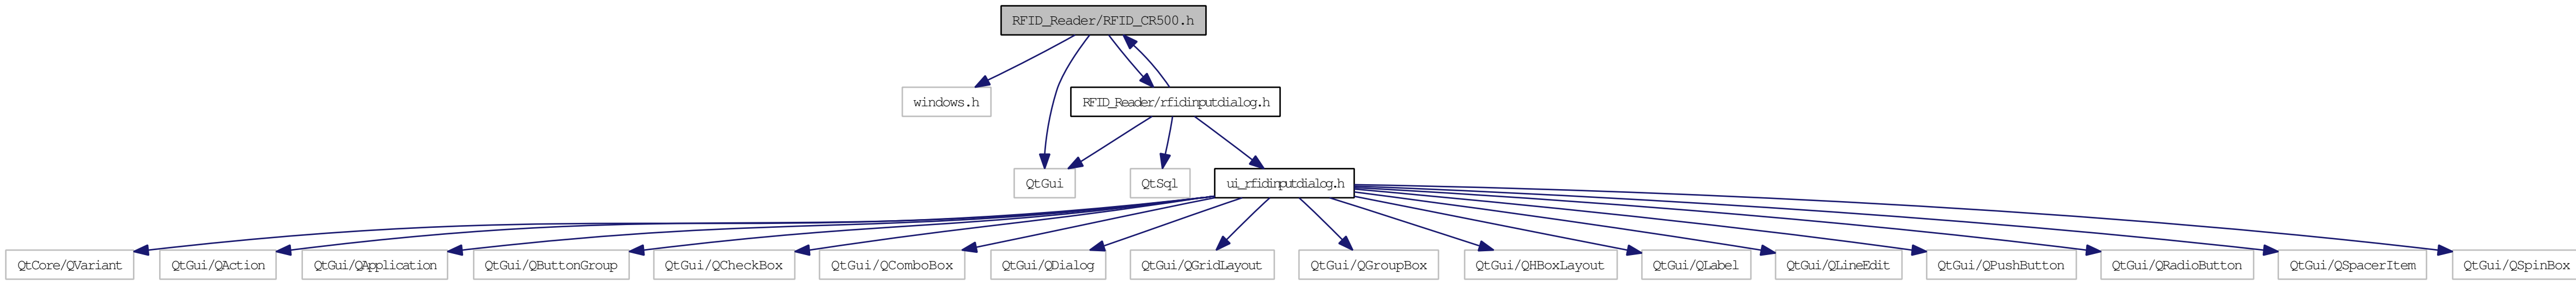 RFID_Reader/RFID_CR500.h
windows.h
RFID_Reader/rfidinputdialog.h
QtGui
QtSql
ui_rfidinputdialog.h
QtCore/QVariant
QtGui/QAction
QtGui/QApplication
QtGui/QButtonGroup
QtGui/QCheckBox
QtGui/QComboBox
QtGui/QDialog
QtGui/QGridLayout
QtGui/QGroupBox
QtGui/QHBoxLayout
QtGui/QLabel
QtGui/QLineEdit
QtGui/QPushButton
QtGui/QRadioButton
QtGui/QSpacerItem
QtGui/QSpinBox